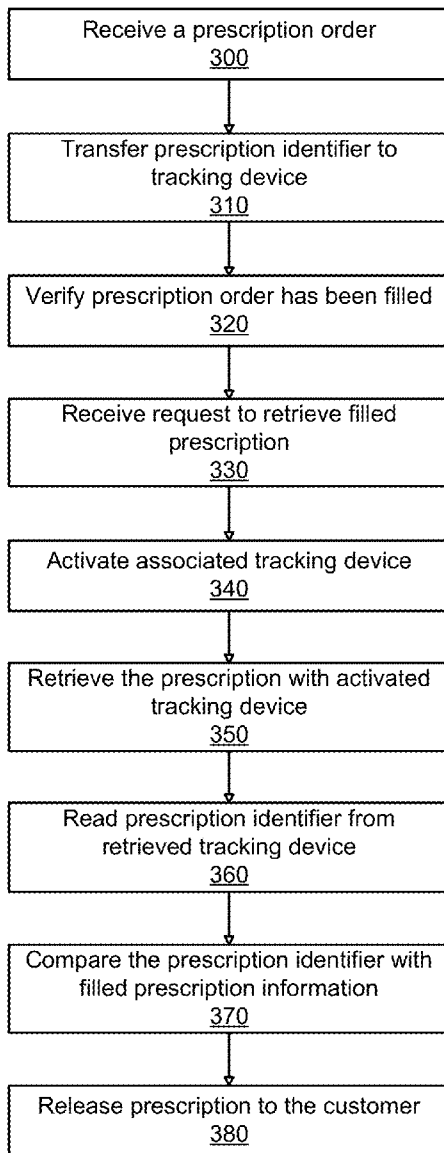 Receive a prescription order
300
Transfer prescription identifier to
tracking device
310
Verify prescription order has been filled
320
Receive request to retrieve filled
prescription
330
Activate associated tracking device
340
Retrieve the prescription with activated
tracking device
350
Read prescription identifier from
retrieved tracking device
360
Compare the prescription identifier with
filled prescription information
370
Release prescription to the customer
380